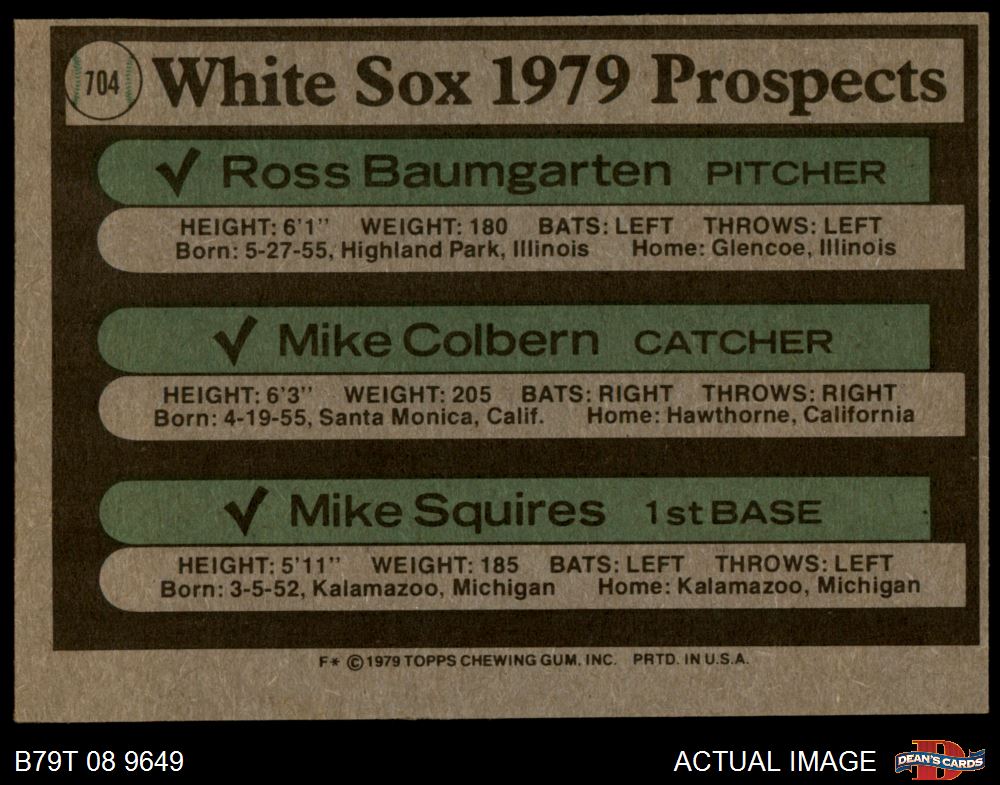 704 White Sox 1979 Prospects
✓ Ross Baumgarten PITCHER
HEIGHT: 6'1" WEIGHT: 180 BATS: LEFT THROWS: LEFT
Born: 5-27-55, Highland Park, Illinois Home: Glencoe, Illinois
✓ Mike Colbern CATCHER
HEIGHT: 6'3" WEIGHT: 205 BATS: RIGHT THROWS: RIGHT
Born: 4-19-55, Santa Monica, Calif. Home: Hawthorne, California
✓ Mike Squires 1st BASE
HEIGHT: 5'11" WEIGHT: 185 BATS: LEFT THROWS: LEFT
Born: 3-5-52, Kalamazoo, Michigan Home: Kalamazoo, Michigan
F* © 1979 TOPPS CHEWING GUM, INC. PRTD. IN U.S.A.
B79T 08 9649 ACTUAL IMAGE D DEAN'S CARDS